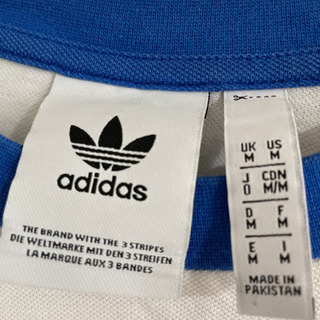 adidas
THE BRAND WITH THE 3 STRIPES
DIE WELTMARKE MIT DEN 3 STREIFEN
LA MARQUE AUX 3 BANDES
UK US
M M
J CDN
O M/M
D F
M M
E I
M M
MADE IN
PAKISTAN